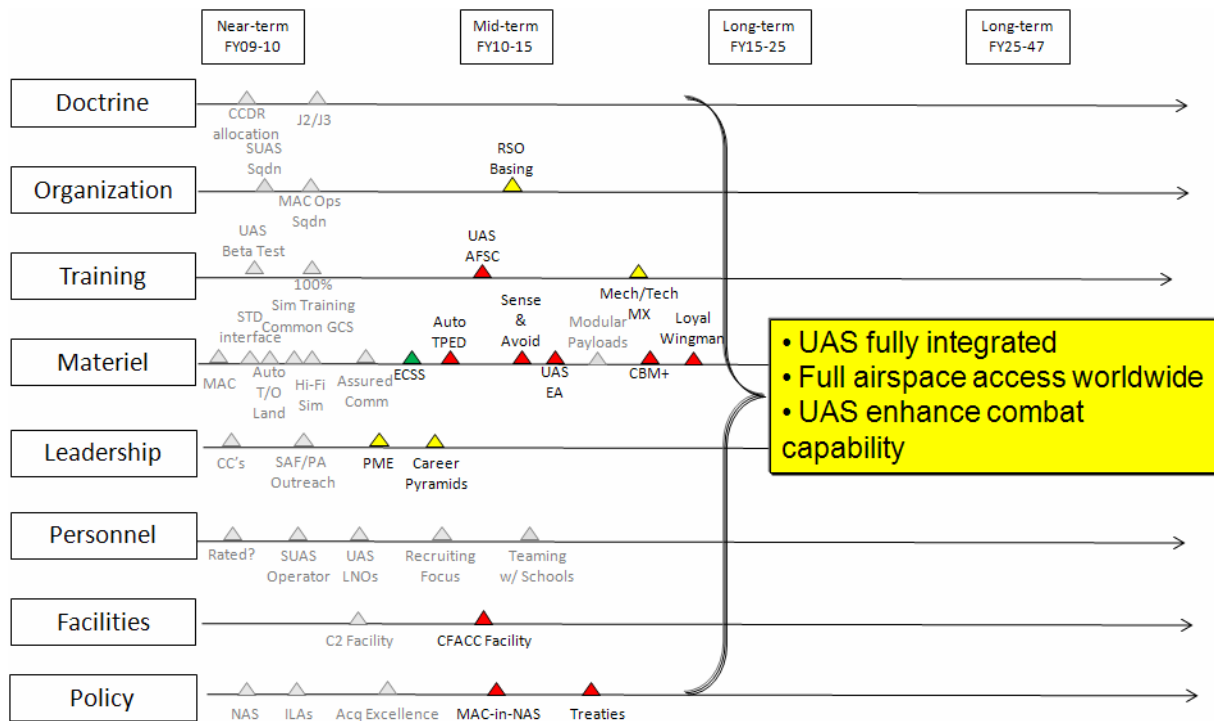 Near-term
FY09-10
Mid-term
FY10-15
Long-term
FY15-25
Long-term
FY25-47
Doctrine
CCDR
allocation
J2/J3
Organization
SUAS
Sqdn
MAC Ops
Sqdn
RSO
Basing
Training
UAS
Beta Test
100%
Sim Training
UAS
AFSC
Mech/Tech
MX
Materiel
MAC
STD
interface
Auto
T/O
Land
Common GCS
Hi-Fi
Sim
Assured
Comm
ECSS
Auto
TPED
Sense
&
Avoid
UAS
EA
Modular
Payloads
CBM+
Loyal
Wingman
• UAS fully integrated
• Full airspace access worldwide
• UAS enhance combat
capability
Leadership
CC's
SAF/PA
Outreach
PME
Career
Pyramids
Personnel
Rated?
SUAS
Operator
UAS
LNOs
Recruiting
Focus
Teaming
w/ Schools
Facilities
C2 Facility
CFACC Facility
Policy
NAS
ILAs
Acq Excellence
MAC-in-NAS
Treaties